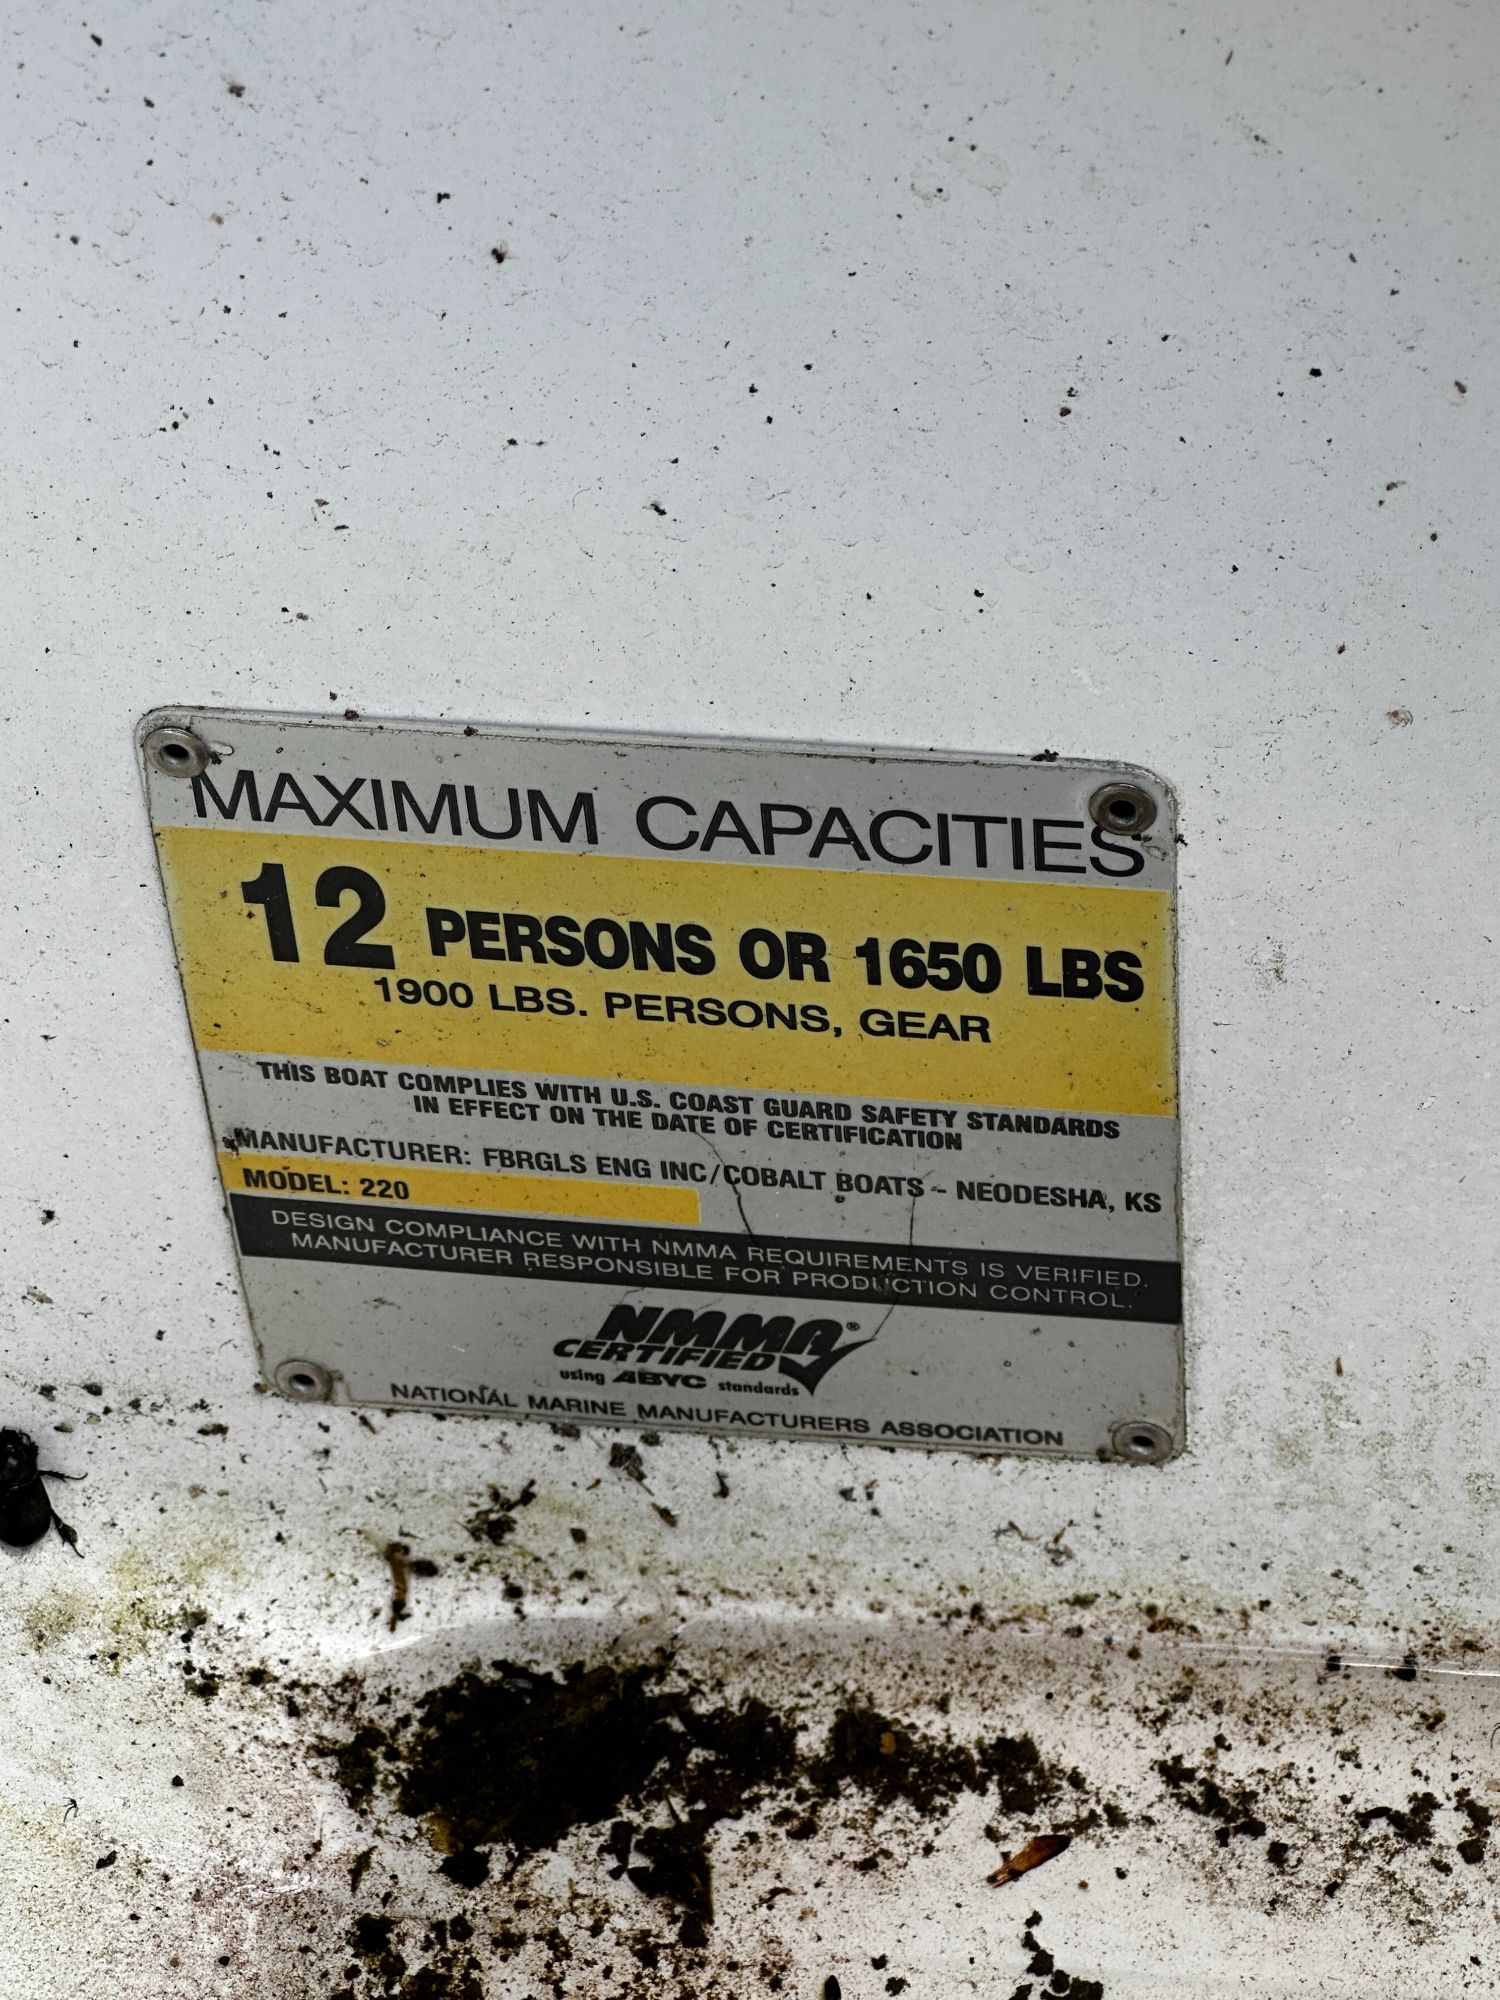 MAXIMUM CAPACITIES
12 PERSONS OR 1650 LBS
1900 LBS. PERSONS, GEAR
THIS BOAT COMPLIES WITH U.S. COAST GUARD SAFETY STANDARDS
IN EFFECT ON THE DATE OF CERTIFICATION
MANUFACTURER: FBRGLS ENG INC/COBALT BOATS - NEODESHA, KS
MODEL: 220
DESIGN COMPLIANCE WITH NMMA REQUIREMENTS IS VERIFIED.
MANUFACTURER RESPONSIBLE FOR PRODUCTION CONTROL.
NMMA®
CERTIFIED
using ABYC standards
NATIONAL MARINE MANUFACTURERS ASSOCIATION